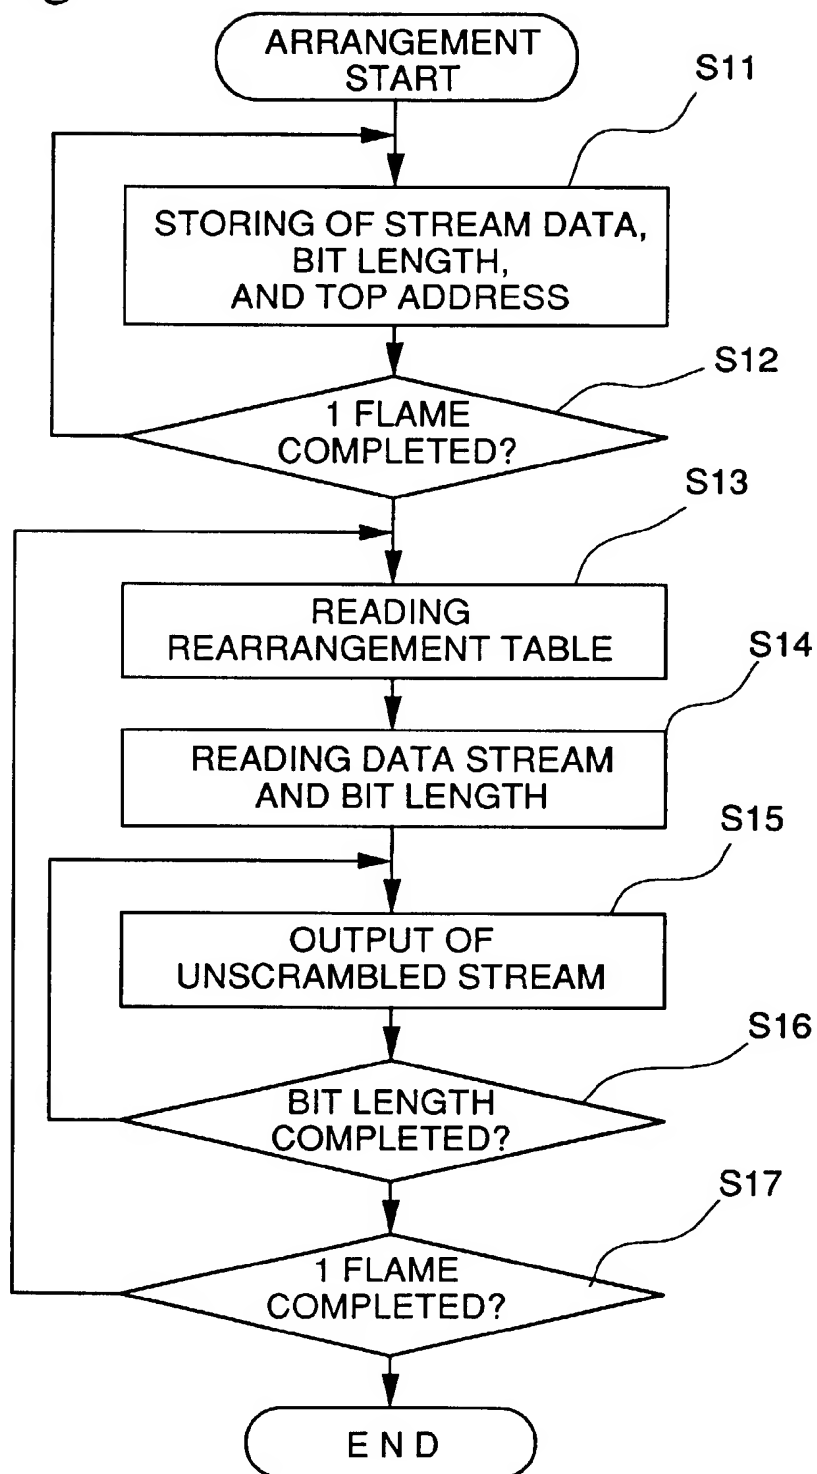 ARRANGEMENT
START
S11
STORING OF STREAM DATA,
BIT LENGTH,
AND TOP ADDRESS
S12
1 FLAME
COMPLETED?
S13
READING
REARRANGEMENT TABLE
S14
READING DATA STREAM
AND BIT LENGTH
S15
OUTPUT OF
UNSCRAMBLED STREAM
S16
BIT LENGTH
COMPLETED?
S17
1 FLAME
COMPLETED?
E N D